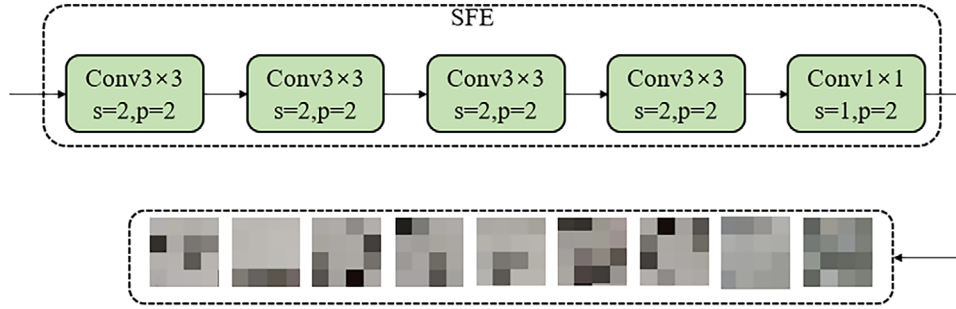 SFE
Conv3×3
s=2,p=2
Conv3×3
s=2,p=2
Conv3×3
s=2,p=2
Conv3×3
s=2,p=2
Conv1×1
s=1,p=2